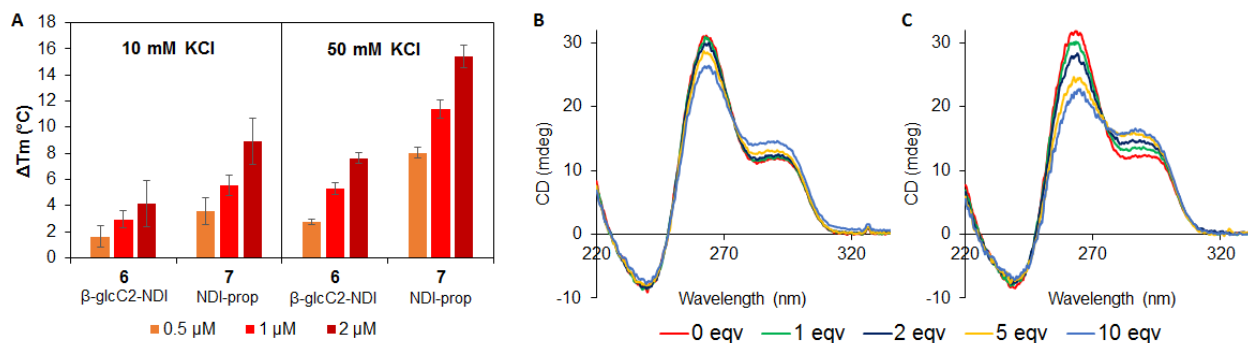 A
18
16
14
12
10
8
6
4
2
0
ΔTm (°C)
10 mM KCl
50 mM KCl
6
7
6
7
β-glcC2-NDI
NDI-prop
β-glcC2-NDI
NDI-prop
0.5 µM
1 µM
2 µM
B
30
20
10
0
-10
CD (mdeg)
220
270
320
Wavelength (nm)
C
30
20
10
0
-10
CD (mdeg)
220
270
320
Wavelength (nm)
0 eqv
1 eqv
2 eqv
5 eqv
10 eqv